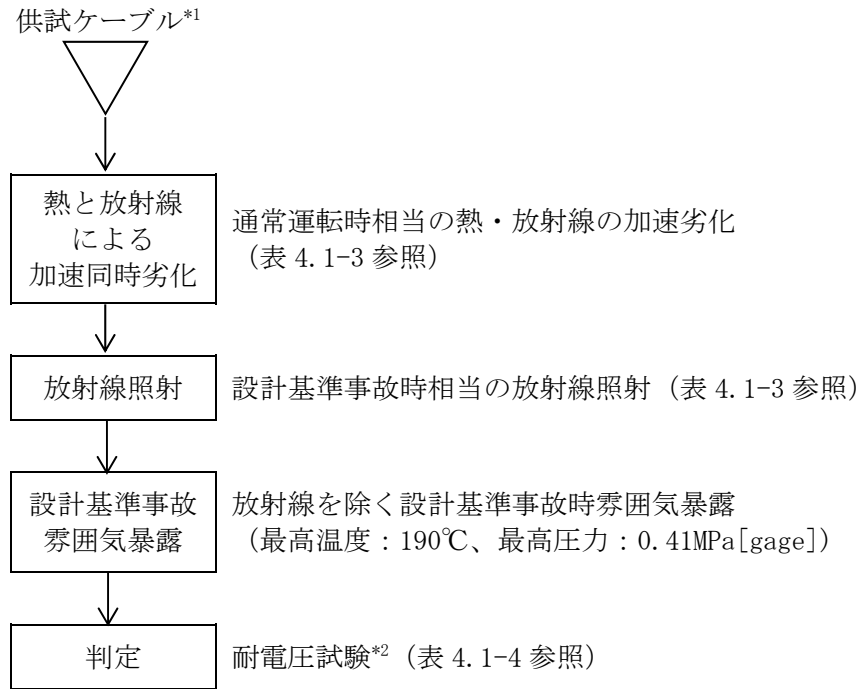 供試ケーブル*1
熱と放射線
による
加速同時劣化
通常運転時相当の熱・放射線の加速劣化
（表 4.1-3 参照）
放射線照射
設計基準事故時相当の放射線照射（表 4.1-3 参照）
設計基準事故
雰囲気暴露
放射線を除く設計基準事故時雰囲気暴露
（最高温度：190℃、最高圧力：0.41MPa[gage]）
判定
耐電圧試験*2（表 4.1-4 参照）